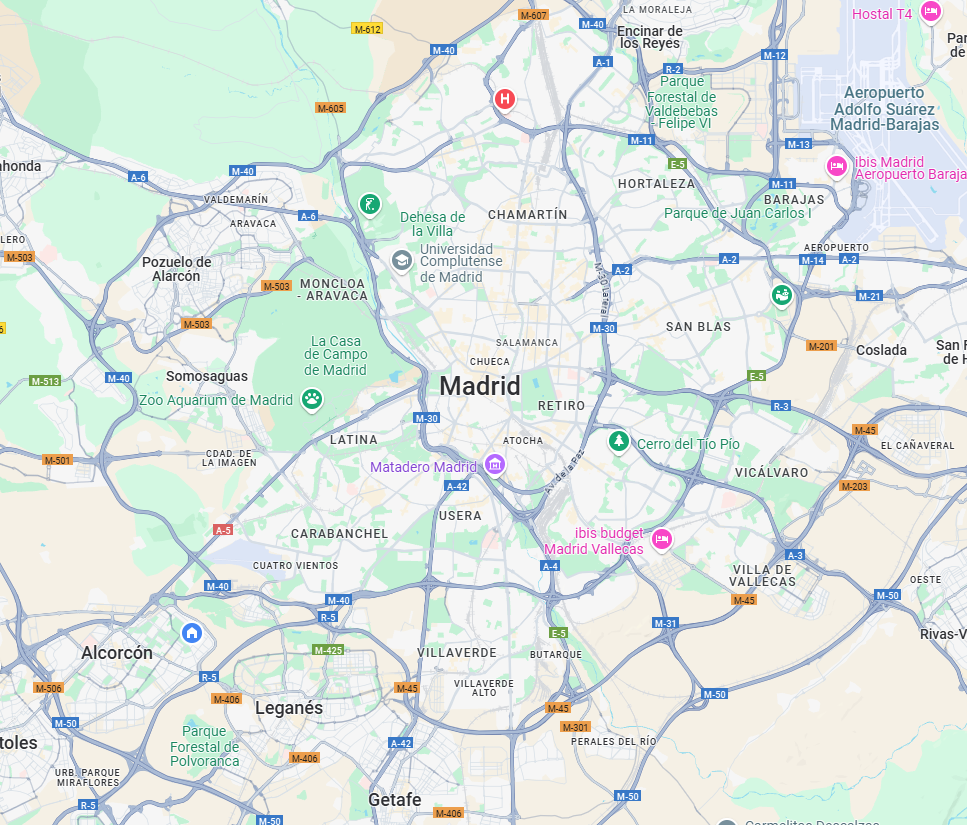 M-607
LA MORALEJA
Hostal T4
M-612
M-40
Encinar de
los Reyes
M-40
A-1
M-12
R-2
Parque
Forestal de
Valdebebas
- Felipe VI
Aeropuerto
Adolfo Suárez
Madrid-Barajas
M-605
M-11
M-13
E-5
ibis Madrid
Aeropuerto Baraja
M-40
A-6
M-11
HORTALEZA
BARAJAS
VALDEMARÍN
ARAVACA
A-6
Dehesa de
la Villa
CHAMARTÍN
Parque de Juan Carlos I
Universidad
Complutense
de Madrid
AEROPUERTO
M-503
Pozuelo de
Alarcón
A-2
A-2
M-14
A-2
M-503
MONCLOA
- ARAVACA
M-30 Lateral
M-21
M-503
M-30
SAN BLAS
La Casa
de Campo
de Madrid
SALAMANCA
CHUECA
M-201
Coslada
Somosaguas
M-513
M-40
Madrid
E-5
Zoo Aquarium de Madrid
RETIRO
R-3
M-30
M-45
LATINA
ATOCHA
Cerro del Tío Pío
EL CAÑAVERAL
M-501
CDAD. DE
LA IMAGEN
Matadero Madrid
Av. de la Paz
VICÁLVARO
A-42
M-203
USERA
A-5
CARABANCHEL
ibis budget
Madrid Vallecas
A-3
CUATRO VIENTOS
A-4
VILLA DE
VALLECAS
OESTE
M-40
M-40
M-45
M-50
R-5
M-31
Rivas-V
E-5
Alcorcón
M-425
VILLAVERDE
BUTARQUE
R-5
M-506
M-406
M-45
VILLAVERDE
ALTO
M-50
Leganés
M-45
M-50
M-301
Parque
Forestal de
Polvoranca
toles
A-42
PERALES DEL RÍO
M-406
URB. PARQUE
MIRAFLORES
R-5
Getafe
M-50
M-406
M-50